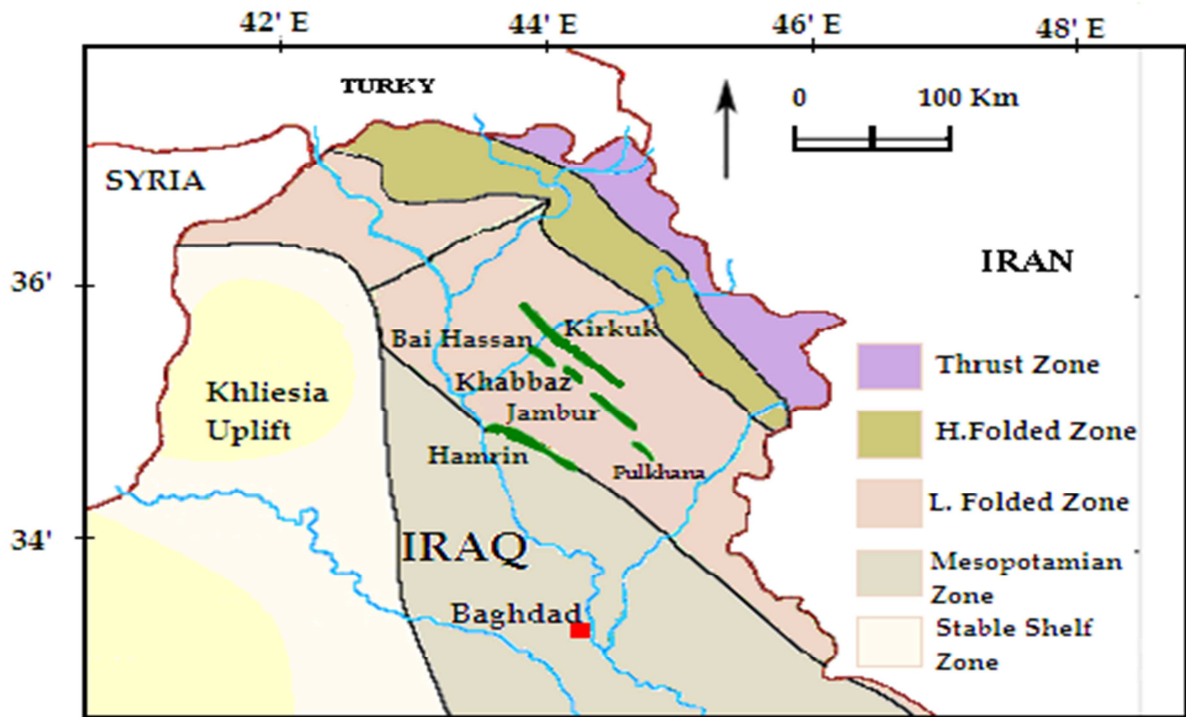 42' E
44' E
46' E
48' E
TURKY
0
100 Km
SYRIA
IRAN
36'
Kirkuk
Bai Hassan
Khabbaz
Jambur
Hamrin
Pulkhana
Khliesia
Uplift
34'
IRAQ
Baghdad
Thrust Zone
H.Folded Zone
L. Folded Zone
Mesopotamian
Zone
Stable Shelf
Zone